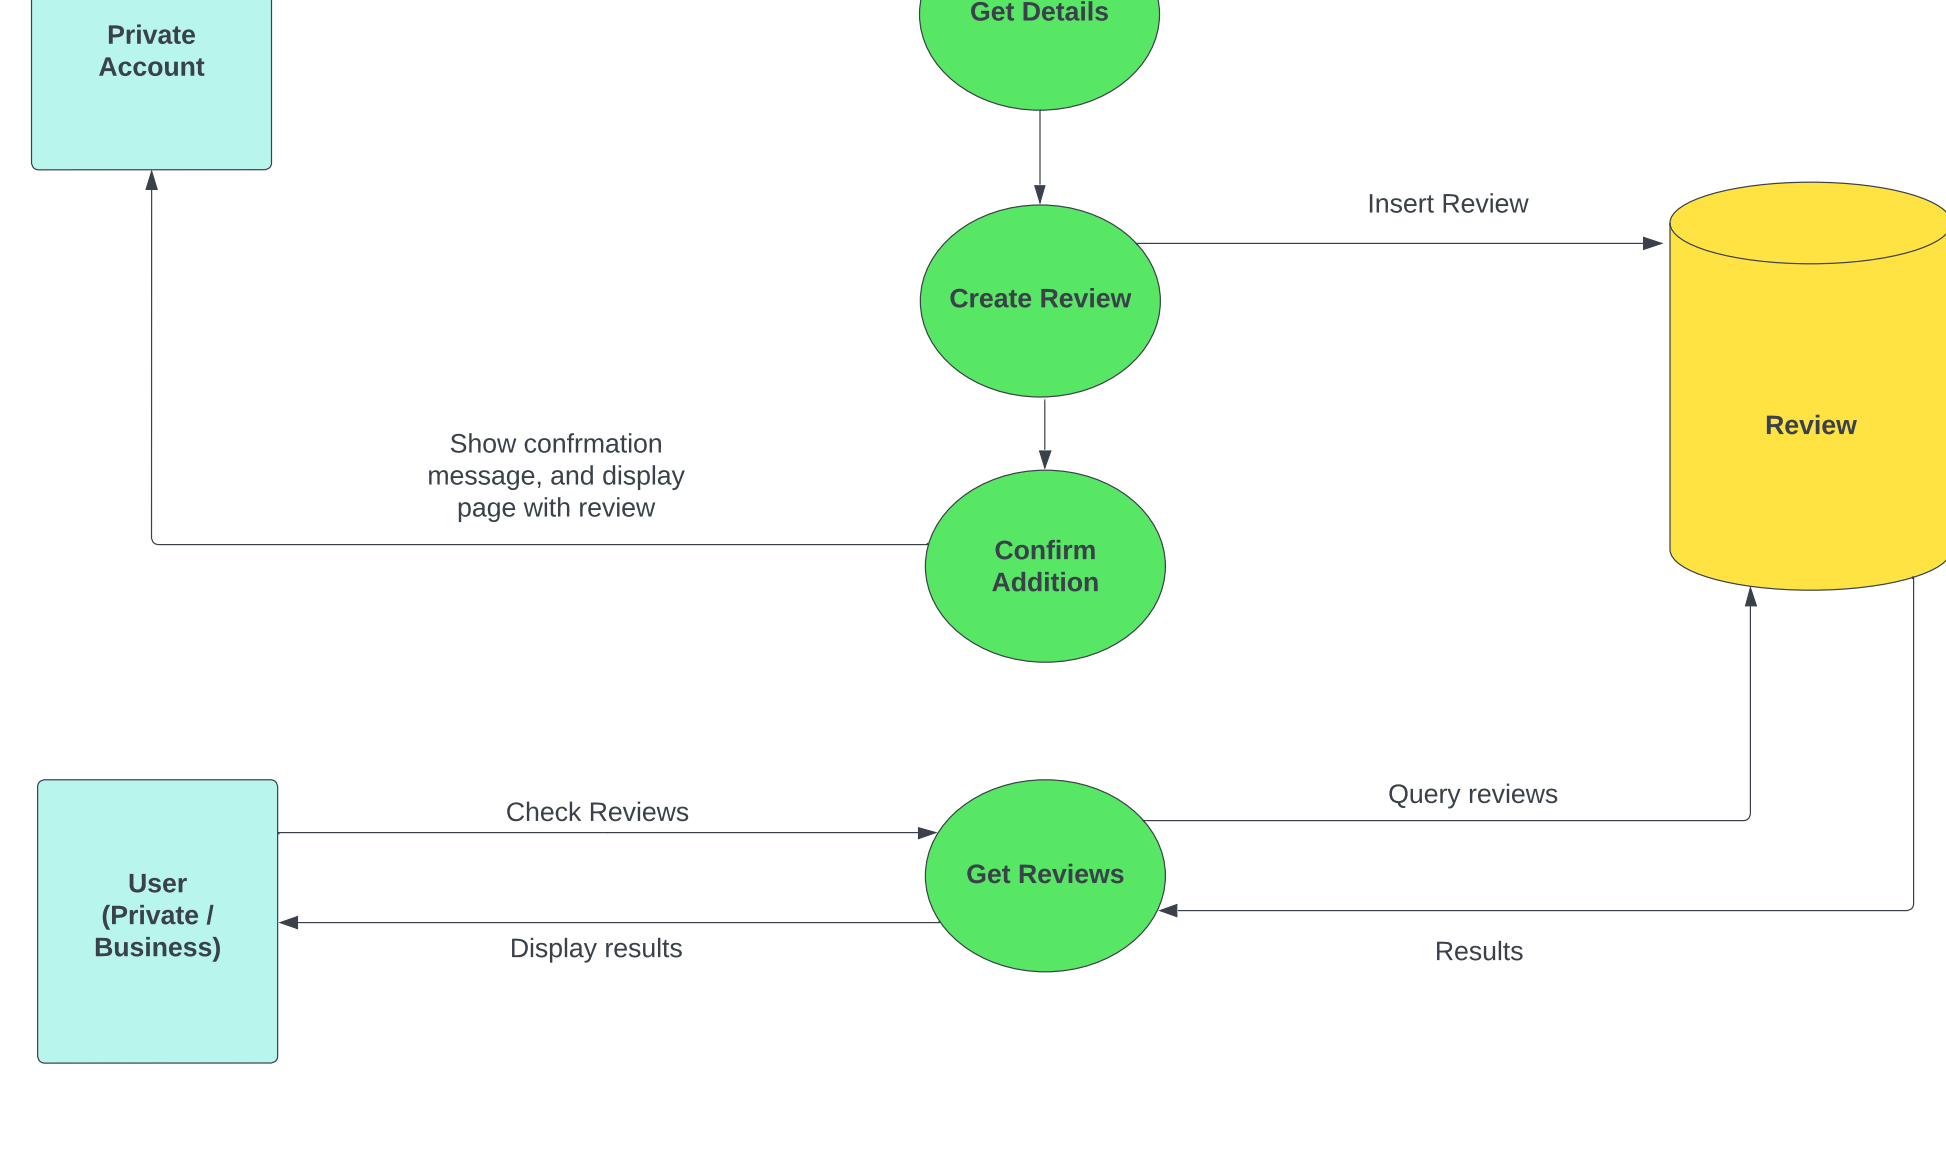 Get Details
Private
Account
Insert Review
Create Review
Review
Show confrmation
message, and display
page with review
Confirm
Addition
Query reviews
Check Reviews
User
(Private /
Business)
Get Reviews
Display results
Results